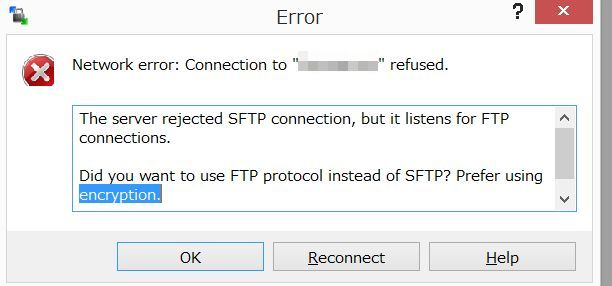 Error
?
Network error: Connection to " " refused.
The server rejected SFTP connection, but it listens for FTP
connections.
Did you want to use FTP protocol instead of SFTP? Prefer using
encryption.
OK
Reconnect
Help